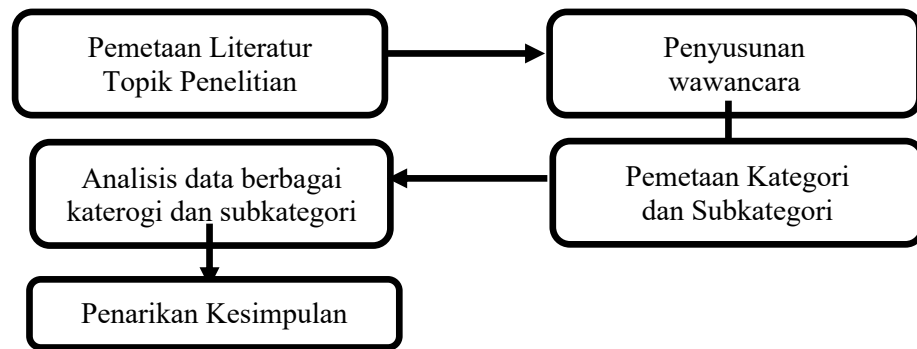 Pemetaan Literatur
Topik Penelitian
Penyusunan
wawancara
Pemetaan Kategori
dan Subkategori
Analisis data berbagai
katerogi dan subkategori
Penarikan Kesimpulan